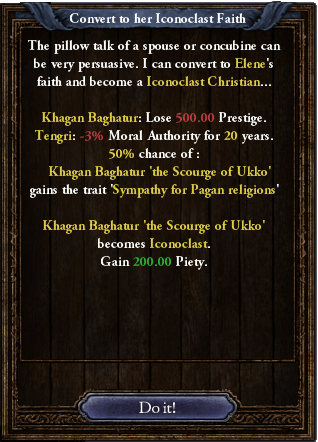 Convert to her Iconoclast Faith
The pillow talk of a spouse or concubine can
be very persuasive. I can convert to Elene's
faith and become a Iconoclast Christian...
Khagan Baghatur: Lose 500.00 Prestige.
Tengri: -3% Moral Authority for 20 years.
50% chance of :
Khagan Baghatur 'the Scourge of Ukko'
gains the trait 'Sympathy for Pagan religions'
Khagan Baghatur 'the Scourge of Ukko'
becomes Iconoclast.
Gain 200.00 Piety.
Do it!